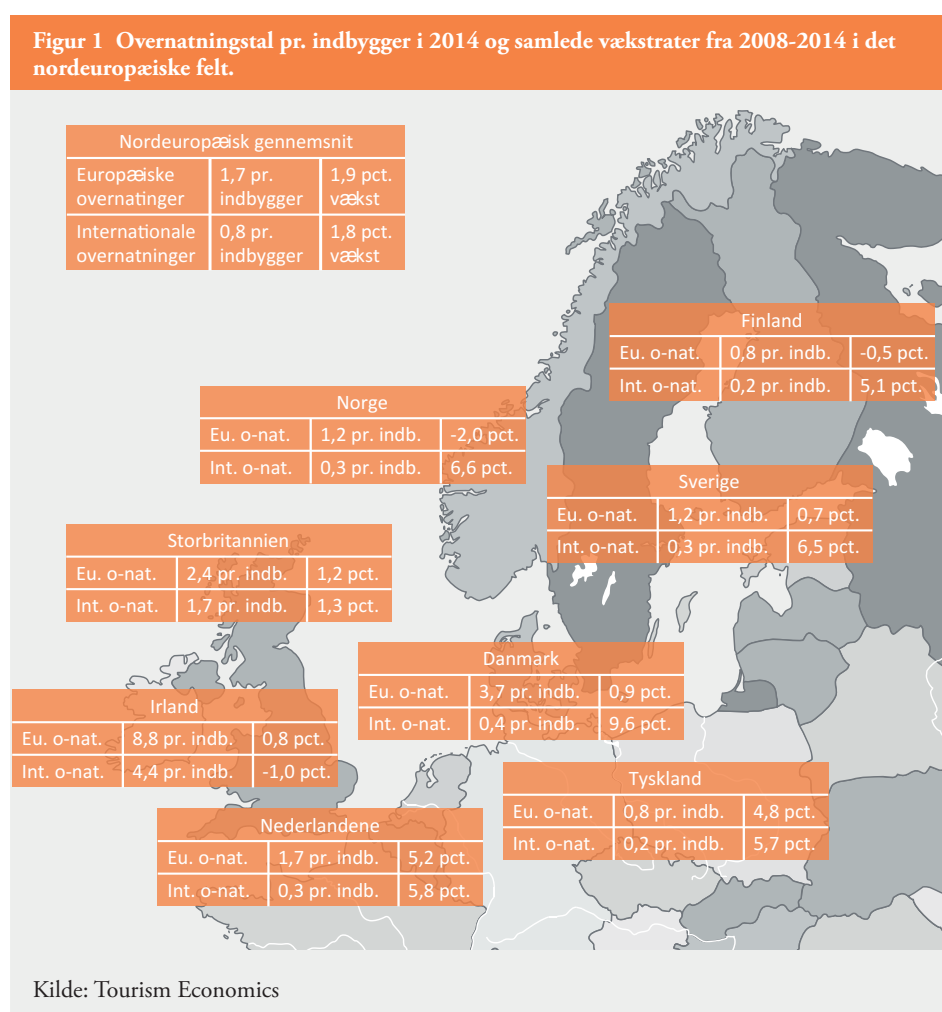 Figur 1 Overnatningstal pr. indbygger i 2014 og samlede vækstrater fra 2008-2014 i det
nordeuropæiske felt.
Nordeuropæisk gennemsnit
Europæiske overnatinger 1,7 pr. indbygger 1,9 pct. vækst
Internationale overnatninger 0,8 pr. indbygger 1,8 pct. vækst
Finland
Eu. o-nat. 0,8 pr. indb. -0,5 pct.
Int. o-nat. 0,2 pr. indb. 5,1 pct.
Norge
Eu. o-nat. 1,2 pr. indb. -2,0 pct.
Int. o-nat. 0,3 pr. indb. 6,6 pct.
Sverige
Eu. o-nat. 1,2 pr. indb. 0,7 pct.
Int. o-nat. 0,3 pr. indb. 6,5 pct.
Storbritannien
Eu. o-nat. 2,4 pr. indb. 1,2 pct.
Int. o-nat. 1,7 pr. indb. 1,3 pct.
Danmark
Eu. o-nat. 3,7 pr. indb. 0,9 pct.
Int. o-nat. 0,4 pr. indb. 9,6 pct.
Irland
Eu. o-nat. 8,8 pr. indb. 0,8 pct.
Int. o-nat. 4,4 pr. indb. -1,0 pct.
Tyskland
Eu. o-nat. 0,8 pr. indb. 4,8 pct.
Int. o-nat. 0,2 pr. indb. 5,7 pct.
Nederlandene
Eu. o-nat. 1,7 pr. indb. 5,2 pct.
Int. o-nat. 0,3 pr. indb. 5,8 pct.
Kilde: Tourism Economics